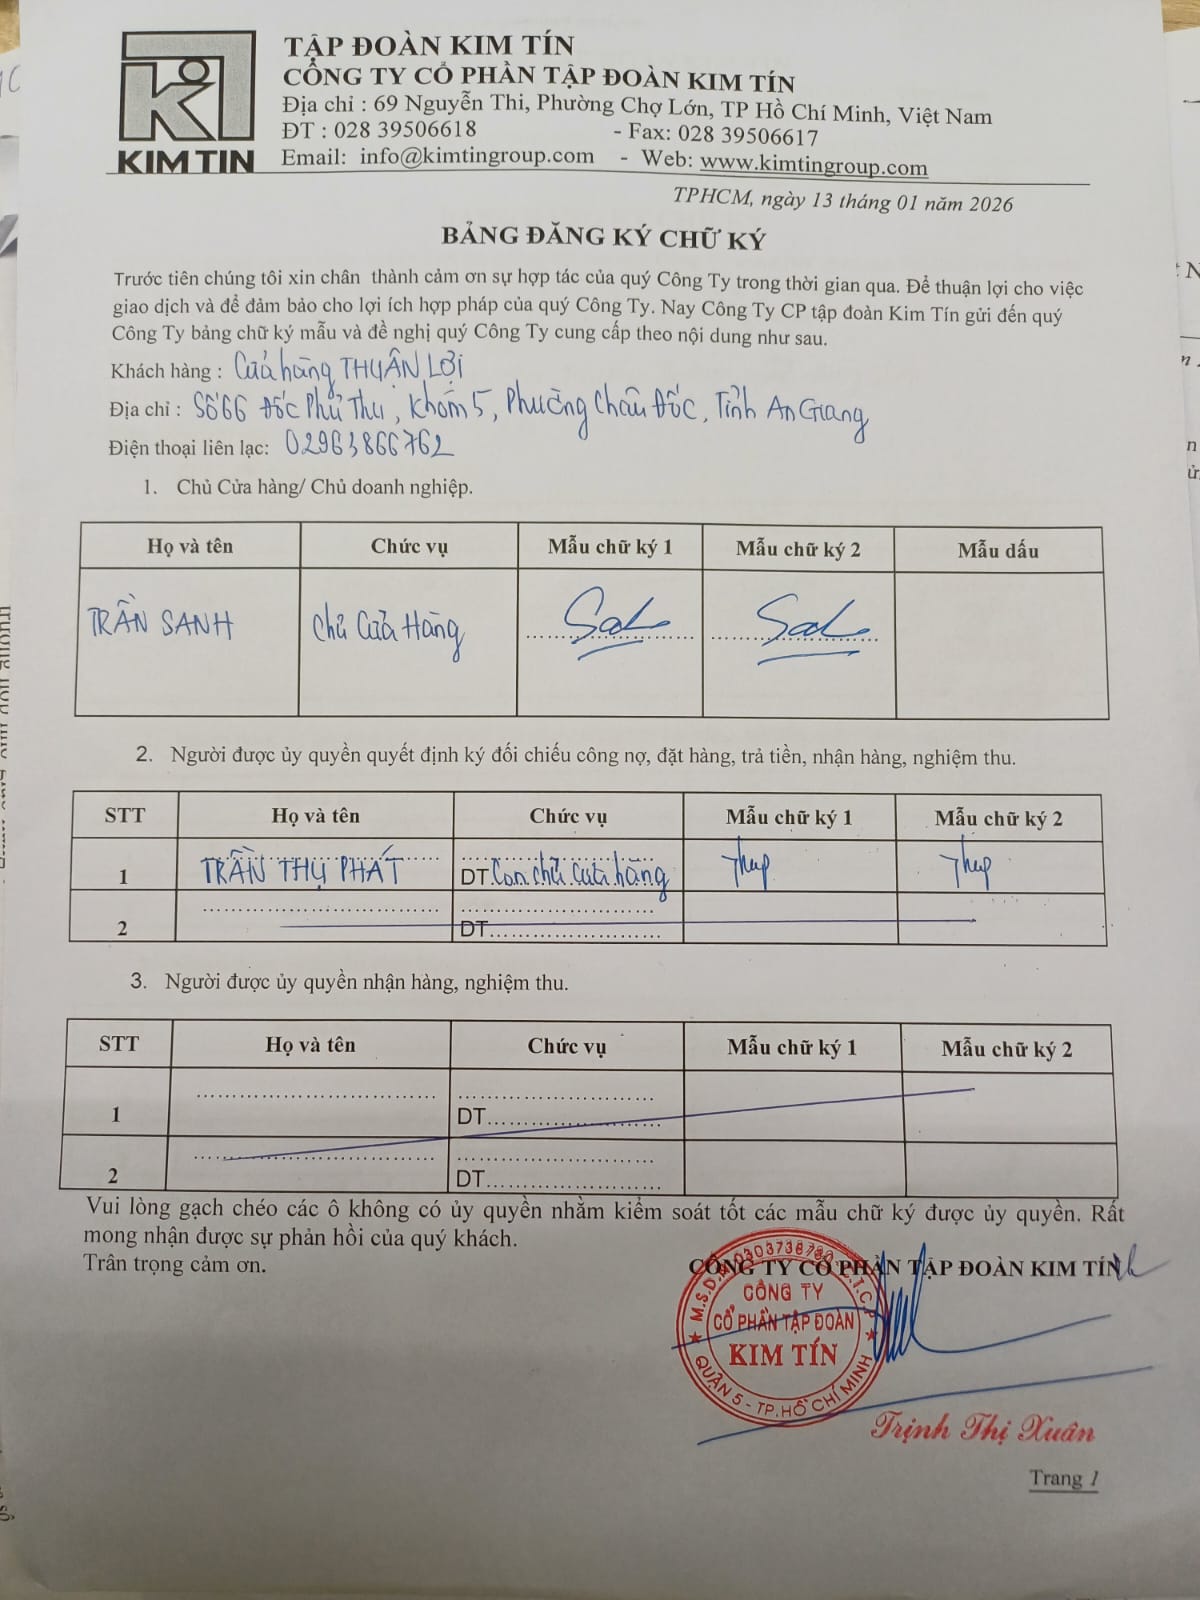 TẬP ĐOÀN KIM TÍN
CÔNG TY CỔ PHẦN TẬP ĐOÀN KIM TÍN
Địa chỉ : 69 Nguyễn Thi, Phường Chợ Lớn, TP Hồ Chí Minh, Việt Nam
ĐT : 028 39506618 - Fax: 028 39506617
KIM TIN Email: info@kimtingroup.com - Web: www.kimtingroup.com
TPHCM, ngày 13 tháng 01 năm 2026
BẢNG ĐĂNG KÝ CHỮ KÝ
Trước tiên chúng tôi xin chân thành cảm ơn sự hợp tác của quý Công Ty trong thời gian qua. Để thuận lợi cho việc
giao dịch và để đảm bảo cho lợi ích hợp pháp của quý Công Ty. Nay Công Ty CP tập đoàn Kim Tín gửi đến quý
Công Ty bảng chữ ký mẫu và đề nghị quý Công Ty cung cấp theo nội dung như sau.
Khách hàng : Cửa hàng THUẬN LỢI
Địa chỉ : Số 66 Đốc Phủ Thu, Khóm 5, Phường Châu Đốc, Tỉnh An Giang
Điện thoại liên lạc: 02963866762
1. Chủ Cửa hàng/ Chủ doanh nghiệp.
Họ và tên Chức vụ Mẫu chữ ký 1 Mẫu chữ ký 2 Mẫu dấu
TRẦN SANH Chủ Cửa Hàng
2. Người được ủy quyền quyết định ký đối chiếu công nợ, đặt hàng, trả tiền, nhận hàng, nghiệm thu.
STT Họ và tên Chức vụ Mẫu chữ ký 1 Mẫu chữ ký 2
1 TRẦN THỤ PHÁT DT Con chủ cửa hàng
2 DT
3. Người được ủy quyền nhận hàng, nghiệm thu.
STT Họ và tên Chức vụ Mẫu chữ ký 1 Mẫu chữ ký 2
1 DT
2 DT
Vui lòng gạch chéo các ô không có ủy quyền nhằm kiểm soát tốt các mẫu chữ ký được ủy quyền. Rất
mong nhận được sự phản hồi của quý khách.
Trân trọng cảm ơn.
CÔNG TY CỔ PHẦN TẬP ĐOÀN KIM TÍN
CÔNG TY
CỔ PHẦN TẬP ĐOÀN
KIM TÍN
QUẬN 5 - TP. HỒ CHÍ MINH
Trịnh Thị Xuân
Trang 1